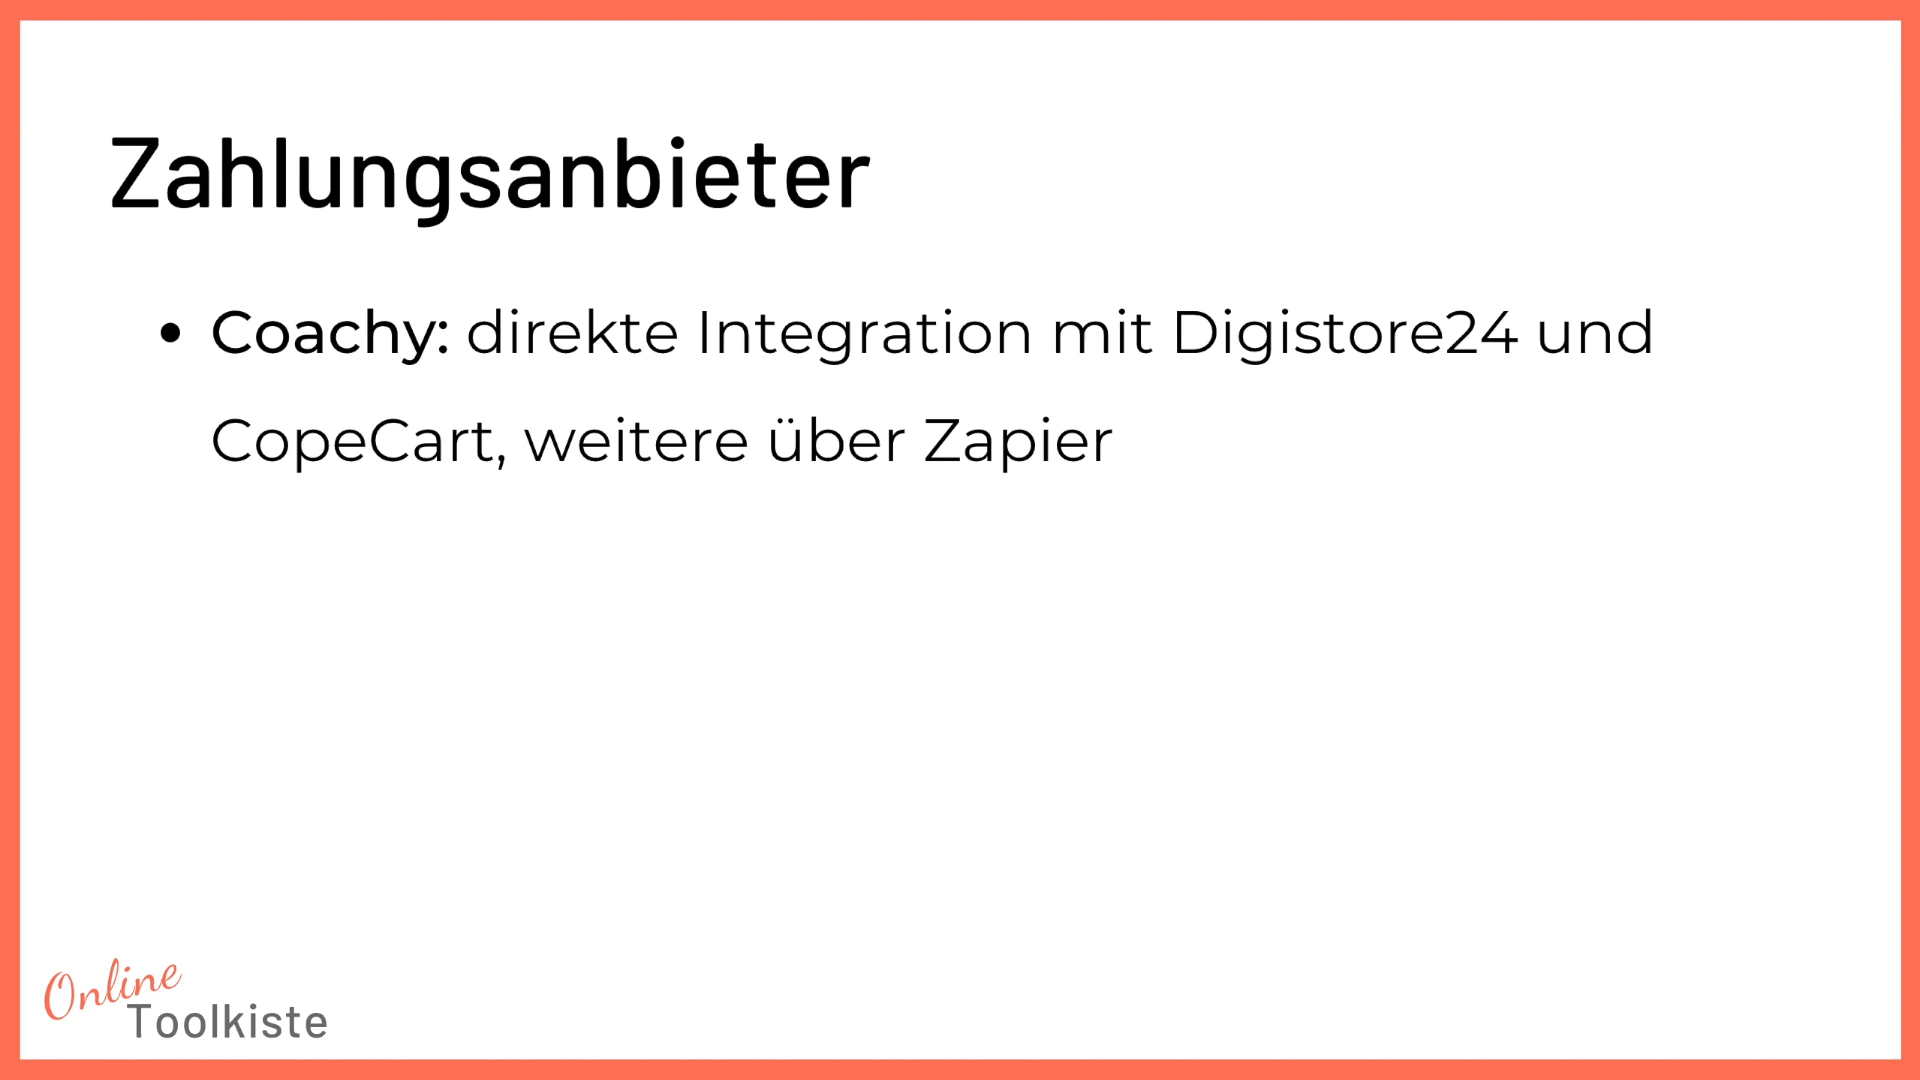 Zahlungsanbieter
• Coachy: direkte Integration mit Digistore24 und
CopeCart, weitere über Zapier
Online
Toolkiste